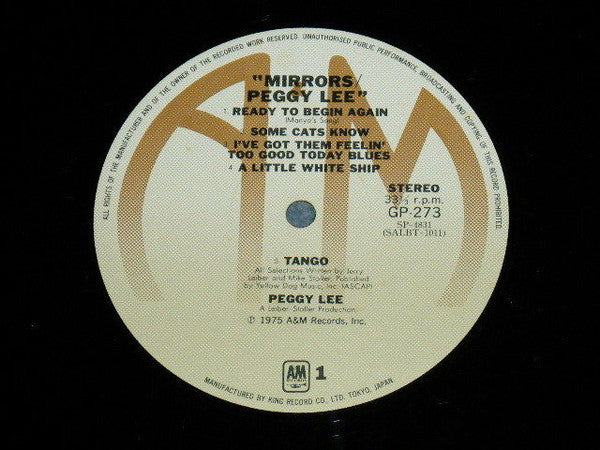 ALL RIGHTS OF THE MANUFACTURER AND OF THE OWNER OF THE RECORDED WORK RESERVED. UNAUTHORISED PUBLIC PERFORMANCE, BROADCASTING AND COPYING OF THIS RECORD PROHIBITED.
"MIRRORS/
PEGGY LEE"
1 READY TO BEGIN AGAIN
(Manya's Song)
SOME CATS KNOW
I'VE GOT THEM FEELIN'
TOO GOOD TODAY BLUES
4 A LITTLE WHITE SHIP
STEREO
33⅓ r.p.m.
GP-273
SP-4831
(SALBT-1011)
5 TANGO
All Selections Written by Jerry
Leiber and Mike Stoller, Published
by Yellow Dog Music, Inc. (ASCAP)
PEGGY LEE
A Leiber-Stoller Production
℗ 1975 A&M Records, Inc.
AM
RECORDS
1
MANUFACTURED BY KING RECORD CO. LTD. TOKYO, JAPAN